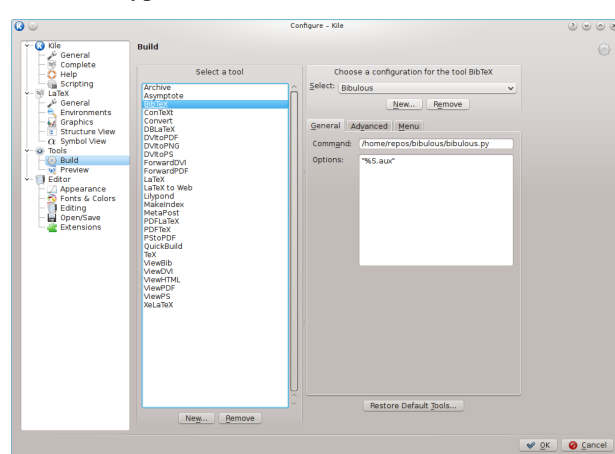 Configure – Kile
Kile
General
Complete
Help
Scripting
LaTeX
General
Environments
Graphics
Structure View
Symbol View
Tools
Build
Preview
Editor
Appearance
Fonts & Colors
Editing
Open/Save
Extensions
Build
Select a tool
Archive
Asymptote
BibTeX
ConTeXt
Convert
DBLaTeX
DVItoPDF
DVItoPNG
DVItoPS
ForwardDVI
ForwardPDF
LaTeX
LaTeX to Web
Lilypond
MakeIndex
MetaPost
PDFLaTeX
PDFTeX
PStoPDF
QuickBuild
TeX
ViewBib
ViewDVI
ViewHTML
ViewPDF
ViewPS
XeLaTeX
New... Remove
Choose a configuration for the tool BibTeX
Select: Bibulous
New... Remove
General Advanced Menu
Command: /home/repos/bibulous/bibulous.py
Options: "%S.aux"
Restore Default Tools...
OK Cancel